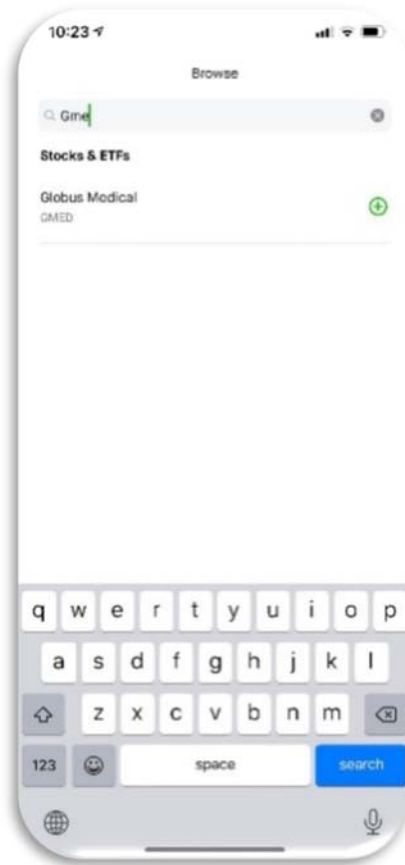 10:23
Browse
Gme
Stocks & ETFs
Globus Medical
GMED
q w e r t y u i o p
a s d f g h j k l
z x c v b n m
123 space search